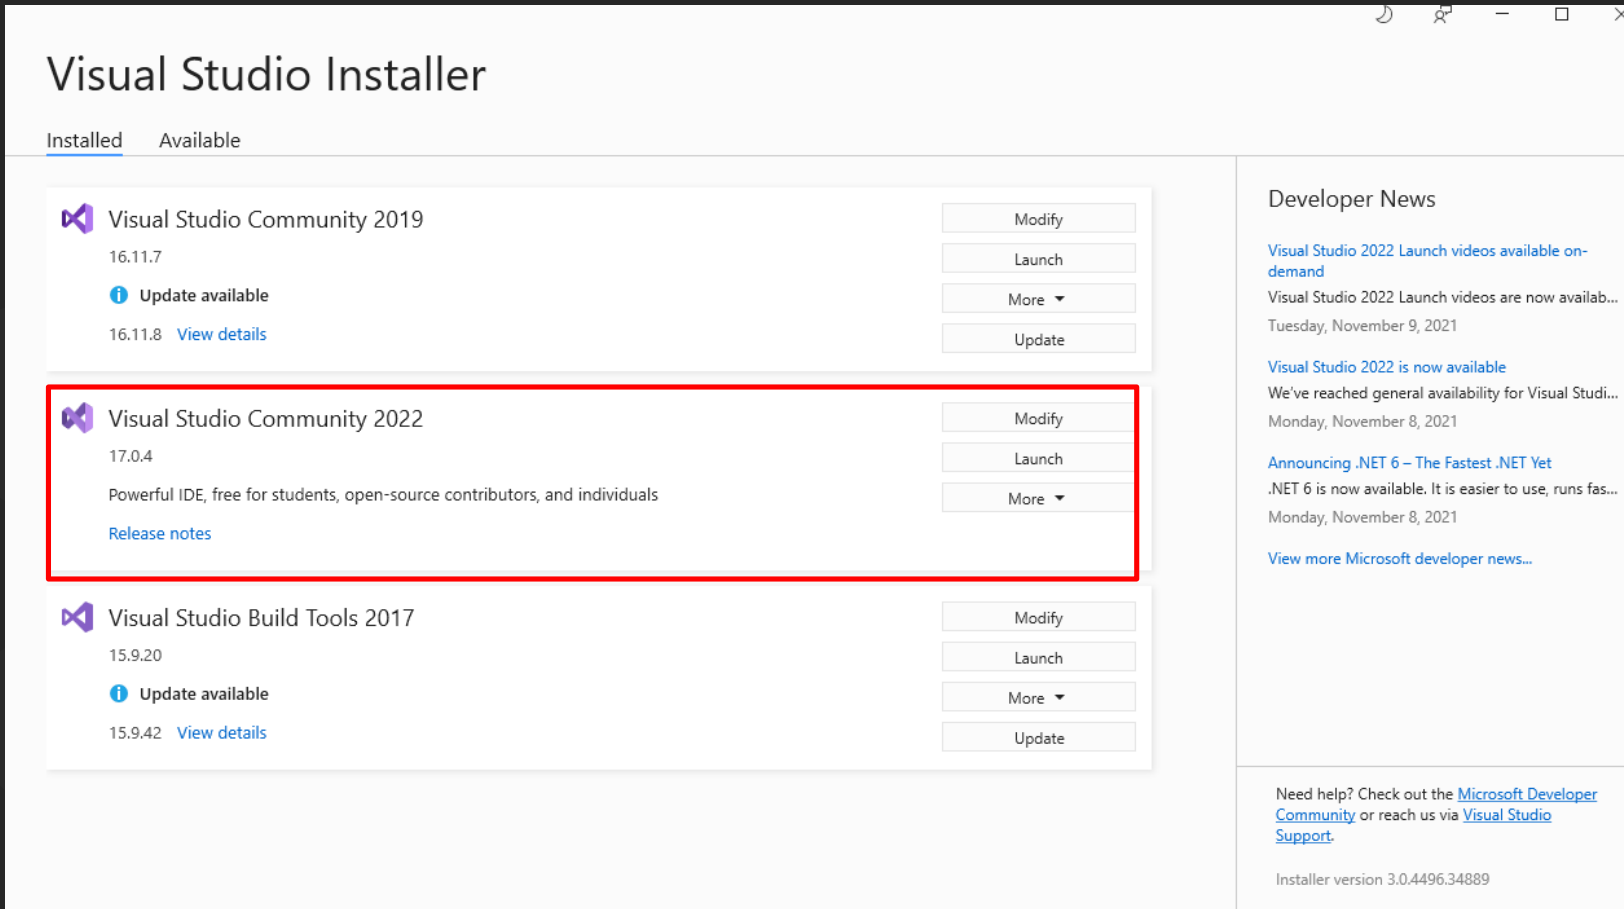 Visual Studio Installer
Installed
Available
Visual Studio Community 2019
16.11.7
Update available
16.11.8 View details
Modify
Launch
More
Update
Visual Studio Community 2022
17.0.4
Powerful IDE, free for students, open-source contributors, and individuals
Release notes
Modify
Launch
More
Visual Studio Build Tools 2017
15.9.20
Update available
15.9.42 View details
Modify
Launch
More
Update
Developer News
Visual Studio 2022 Launch videos available on-
demand
Visual Studio 2022 Launch videos are now availab...
Tuesday, November 9, 2021
Visual Studio 2022 is now available
We've reached general availability for Visual Studi...
Monday, November 8, 2021
Announcing .NET 6 – The Fastest .NET Yet
.NET 6 is now available. It is easier to use, runs fas...
Monday, November 8, 2021
View more Microsoft developer news...
Need help? Check out the Microsoft Developer
Community or reach us via Visual Studio
Support.
Installer version 3.0.4496.34889